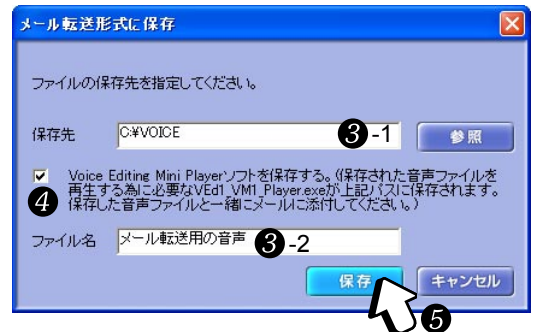 メール転送形式に保存
ファイルの保存先を指定してください。
保存先 C:¥VOICE ❸-1 参照
Voice Editing Mini Playerソフトを保存する。(保存された音声ファイルを
再生する為に必要なVEd1_VM1_Player.exeが上記パスに保存されます。
❹ 保存した音声ファイルと一緒にメールに添付してください。)
ファイル名 メール転送用の音声 ❸-2
保存 キャンセル
❺